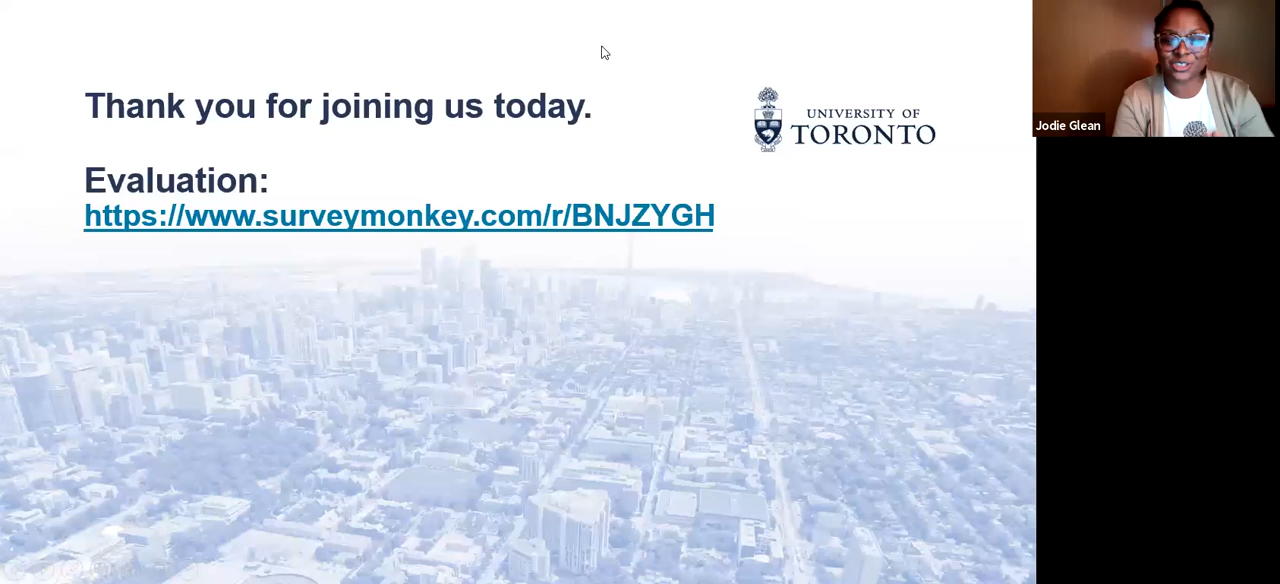 Thank you for joining us today.
UNIVERSITY OF
TORONTO
Evaluation:
https://www.surveymonkey.com/r/BNJZYGH
Jodie Glean